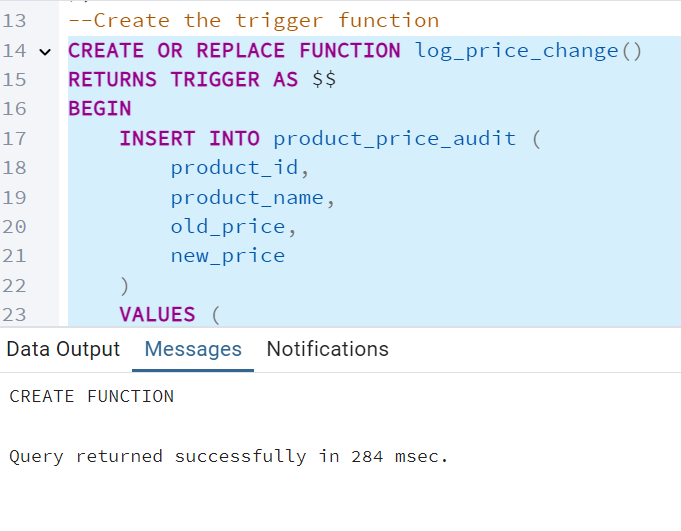 13 --Create the trigger function
14 CREATE OR REPLACE FUNCTION log_price_change()
15 RETURNS TRIGGER AS $$
16 BEGIN
17 INSERT INTO product_price_audit (
18 product_id,
19 product_name,
20 old_price,
21 new_price
22 )
23 VALUES (
Data Output Messages Notifications
CREATE FUNCTION
Query returned successfully in 284 msec.